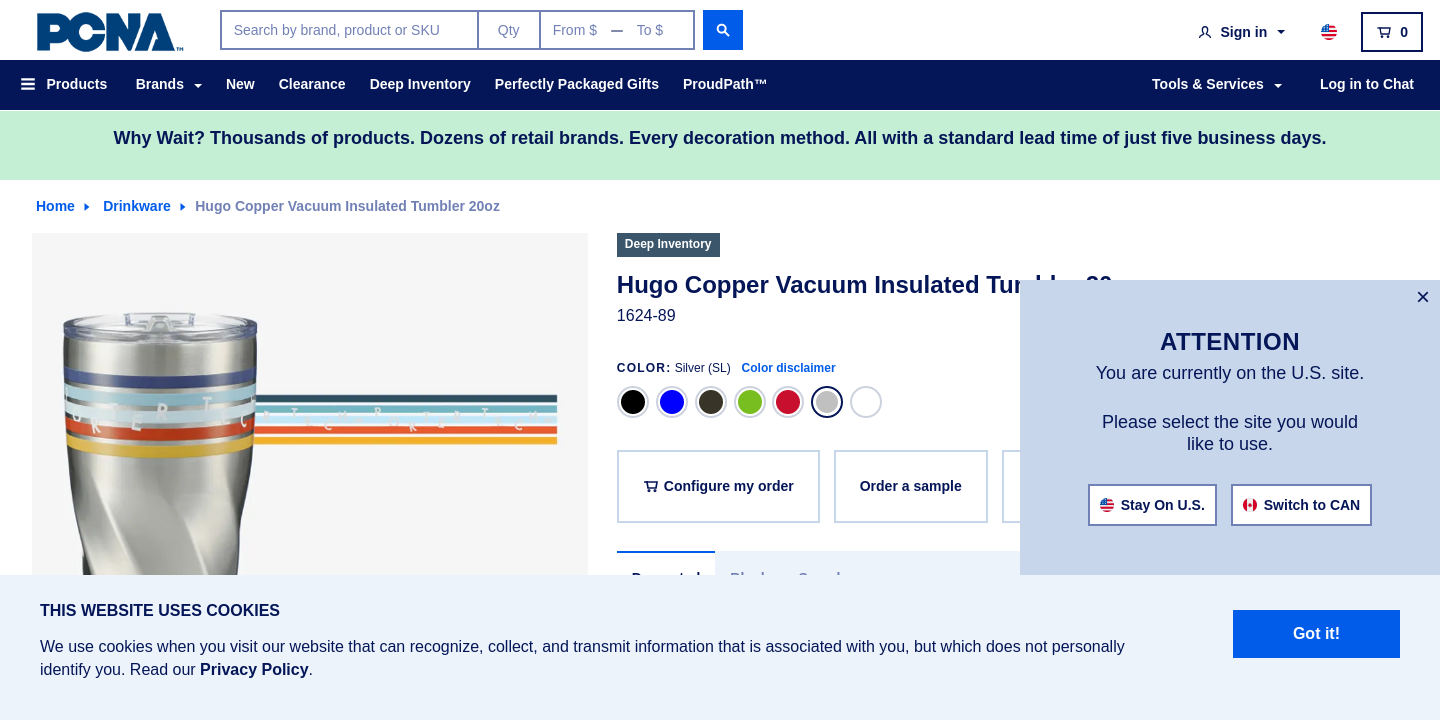 PCNA™
Search by brand, product or SKU
Qty
From $ — To $
Sign in
0
Products
Brands
New
Clearance
Deep Inventory
Perfectly Packaged Gifts
ProudPath™
Tools & Services
Log in to Chat
Why Wait? Thousands of products. Dozens of retail brands. Every decoration method. All with a standard lead time of just five business days.
Home
Drinkware
Hugo Copper Vacuum Insulated Tumbler 20oz
Deep Inventory
Hugo Copper Vacuum Insulated
1624-89
COLOR: Silver (SL) Color disclaimer
Configure my order
Order a sample
ATTENTION
You are currently on the U.S. site.
Please select the site you would
like to use.
Stay On U.S.
Switch to CAN
THIS WEBSITE USES COOKIES
We use cookies when you visit our website that can recognize, collect, and transmit information that is associated with you, but which does not personally
identify you. Read our Privacy Policy.
Got it!